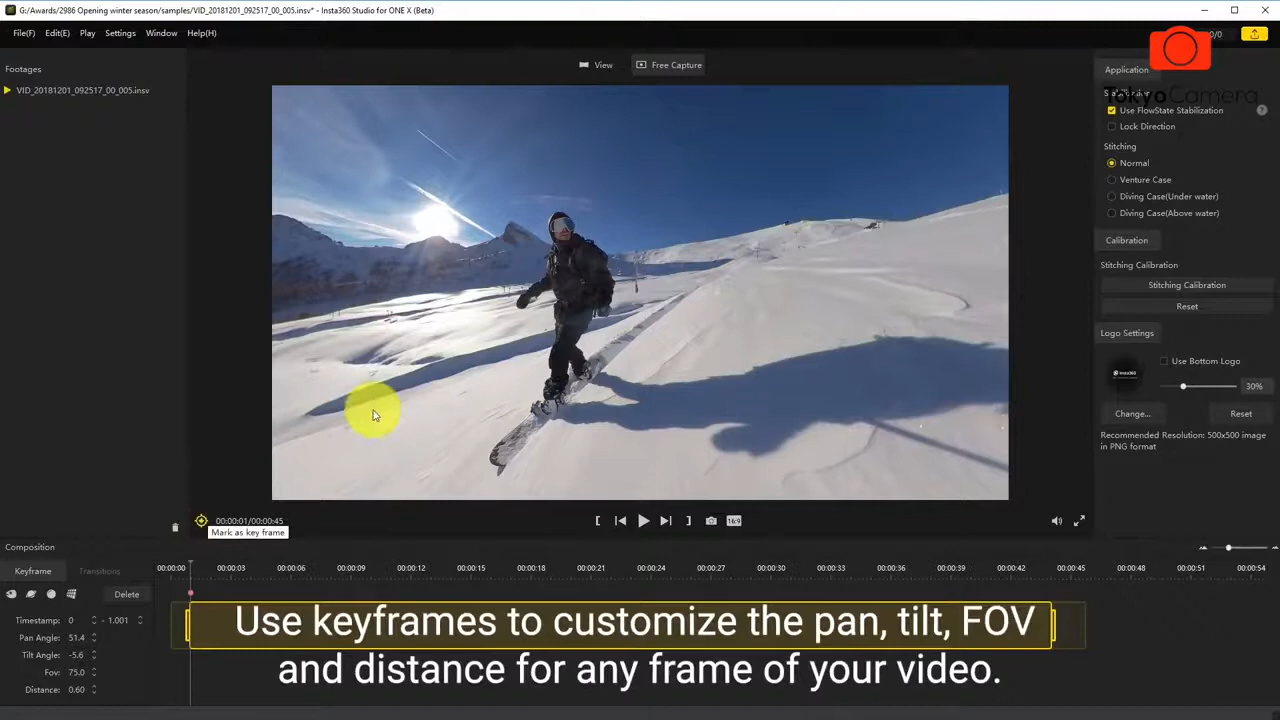 G:/Awards/2986 Opening winter season/samples/VID_20181201_092517_00_005.insv* - Insta360 Studio for ONE X (Beta)
File(F) Edit(E) Play Settings Window Help(H)
0/0
Footages
View
Free Capture
Application
TokyoCamera
VID_20181201_092517_00_005.insv
Use FlowState Stabilization
?
Lock Direction
Stitching
Normal
Venture Case
Diving Case(Under water)
Diving Case(Above water)
Calibration
Stitching Calibration
Stitching Calibration
Reset
Logo Settings
Insta360
Use Bottom Logo
30%
Change...
Reset
Recommended Resolution: 500x500 image
in PNG format
00:00:01/00:00:45
16:9
Mark as key frame
Composition
Keyframe
Transitions
00:00:00 00:00:03 00:00:06 00:00:09 00:00:12 00:00:15 00:00:18 00:00:21 00:00:24 00:00:27 00:00:30 00:00:33 00:00:36 00:00:39 00:00:42 00:00:45 00:00:48 00:00:51 00:00:54
Delete
Timestamp: 0 - 1.001
Pan Angle: 51.4
Tilt Angle: -5.6
Fov: 75.0
Distance: 0.60
Use keyframes to customize the pan, tilt, FOV
and distance for any frame of your video.